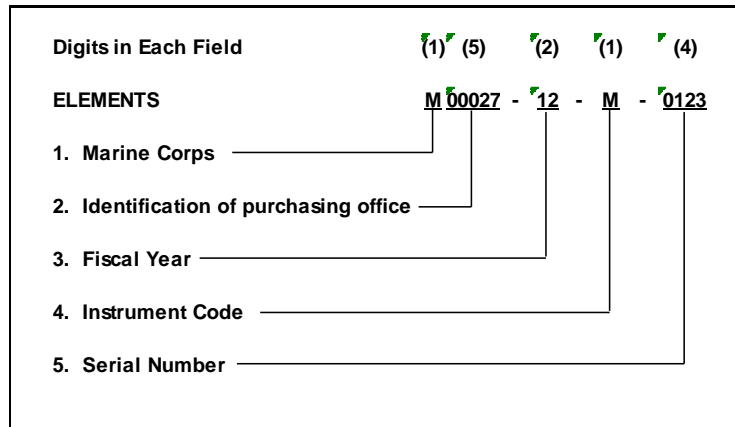 Digits in Each Field (1) (5) (2) (1) (4)
ELEMENTS M 00027 - 12 - M - 0123
1. Marine Corps
2. Identification of purchasing office
3. Fiscal Year
4. Instrument Code
5. Serial Number